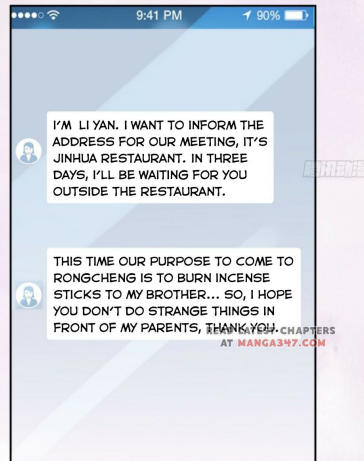 9:41 PM
90%
I'M LI YAN. I WANT TO INFORM THE
ADDRESS FOR OUR MEETING, IT'S
JINHUA RESTAURANT. IN THREE
DAYS, I'LL BE WAITING FOR YOU
OUTSIDE THE RESTAURANT.
THIS TIME OUR PURPOSE TO COME TO
RONGCHENG IS TO BURN INCENSE
STICKS TO MY BROTHER... SO, I HOPE
YOU DON'T DO STRANGE THINGS IN
FRONT OF MY PARENTS, THANK YOU.
READ LATEST CHAPTERS
AT MANGA347.COM